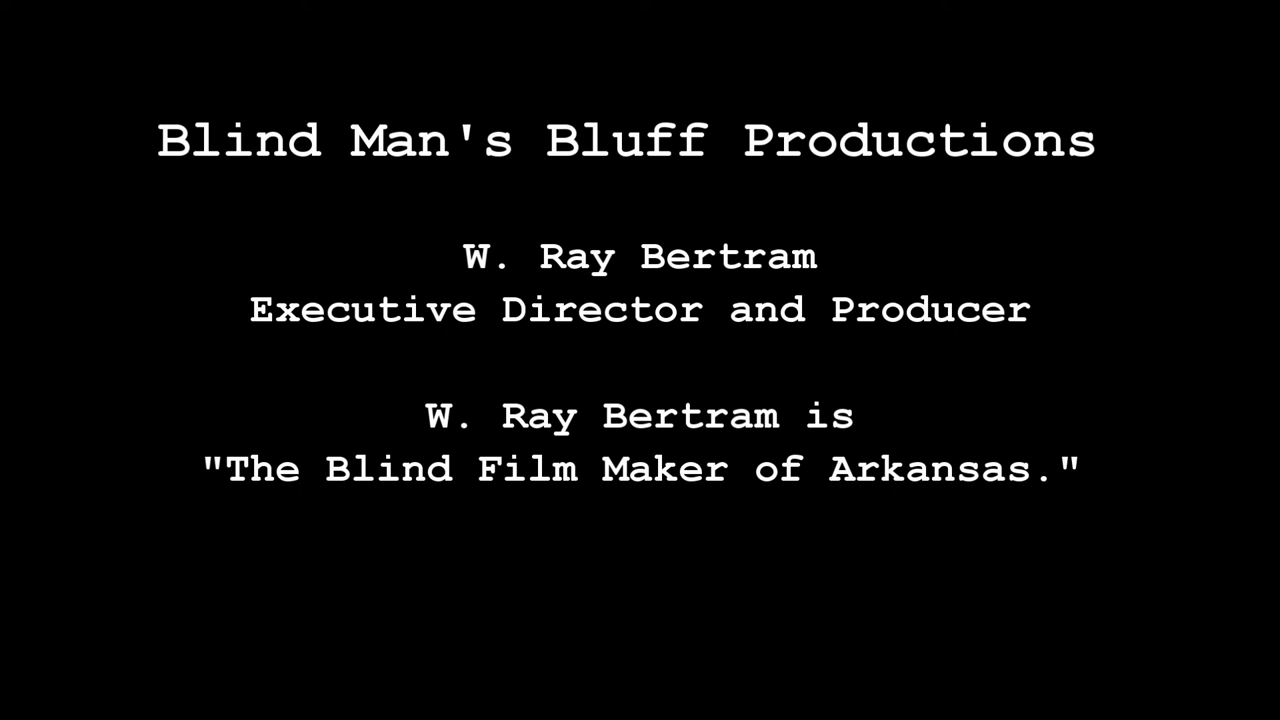 Blind Man's Bluff Productions
W. Ray Bertram
Executive Director and Producer
W. Ray Bertram is
"The Blind Film Maker of Arkansas."